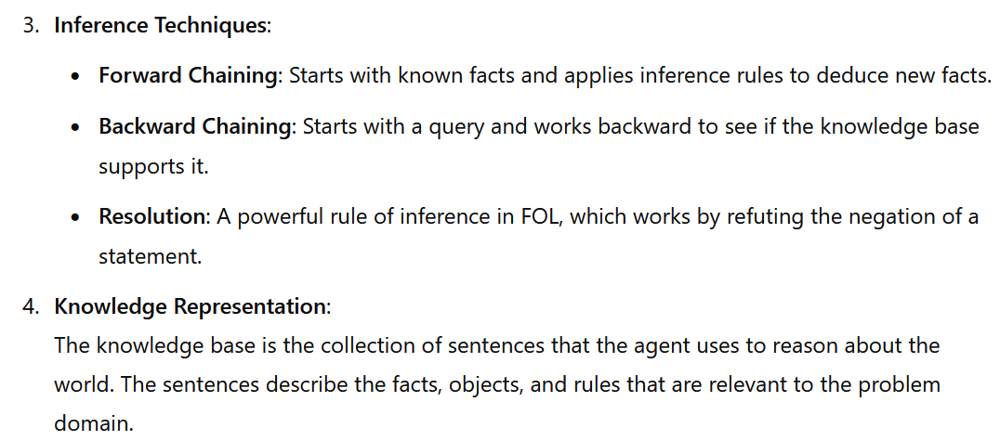 3. Inference Techniques:
• Forward Chaining: Starts with known facts and applies inference rules to deduce new facts.
• Backward Chaining: Starts with a query and works backward to see if the knowledge base
supports it.
• Resolution: A powerful rule of inference in FOL, which works by refuting the negation of a
statement.
4. Knowledge Representation:
The knowledge base is the collection of sentences that the agent uses to reason about the
world. The sentences describe the facts, objects, and rules that are relevant to the problem
domain.